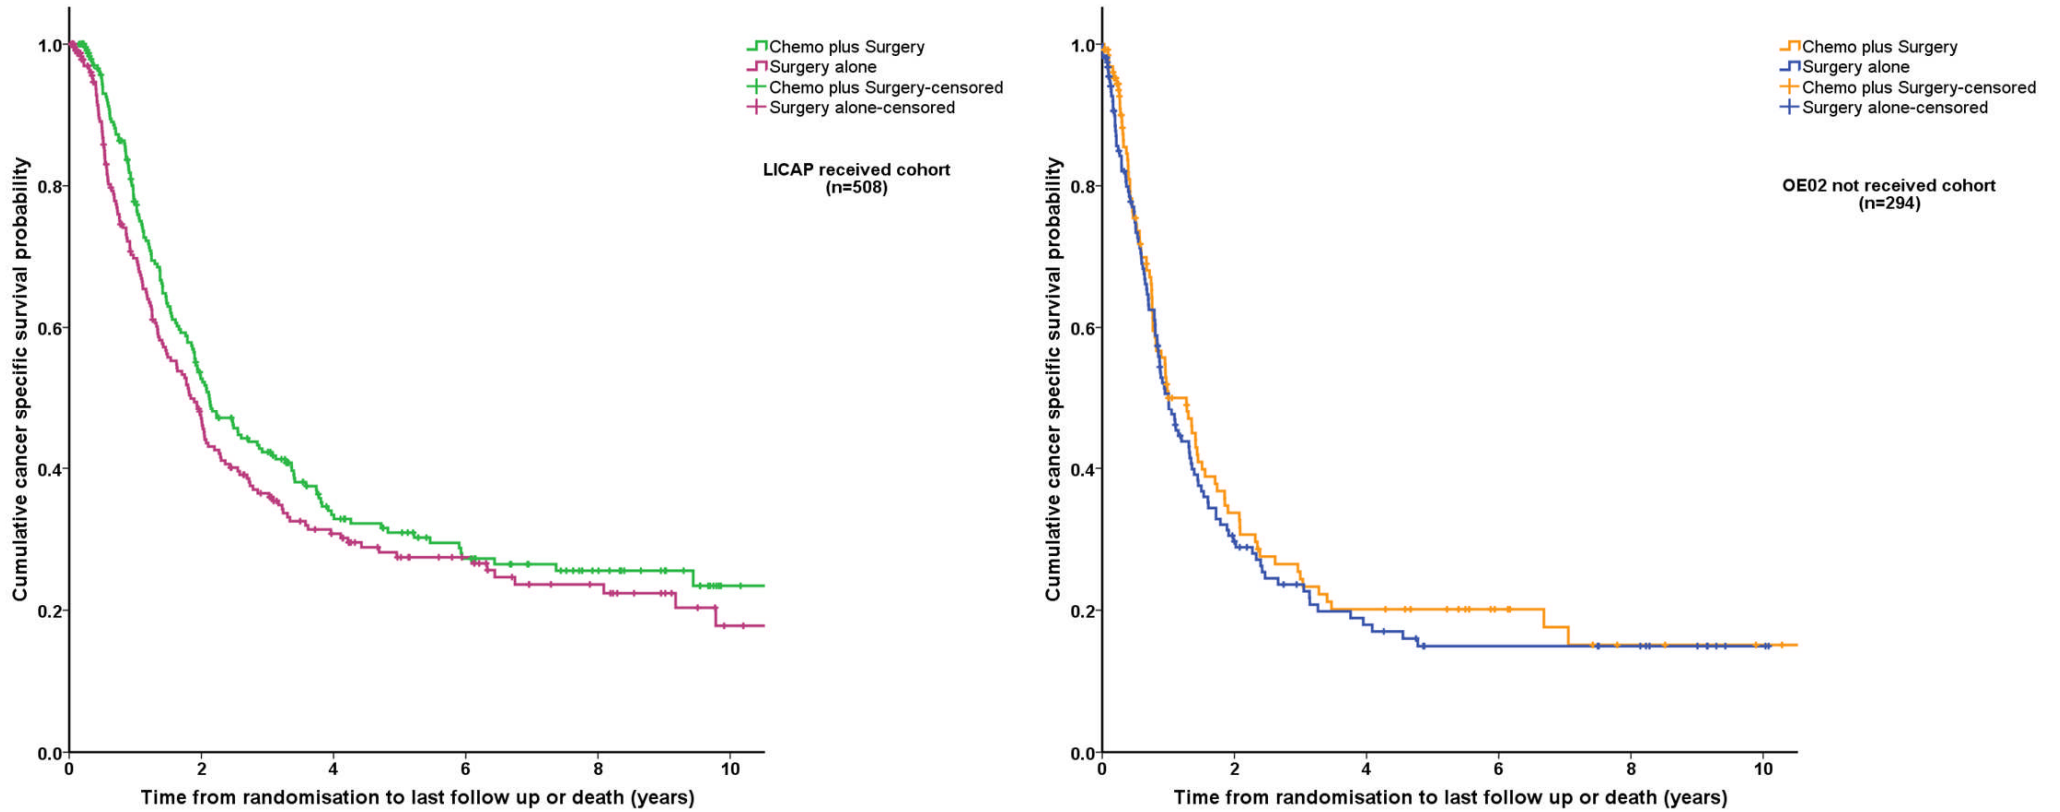 1.0
0.8
0.6
0.4
0.2
0.0
0
2
4
6
8
10
Cumulative cancer specific survival probability
Time from randomisation to last follow up or death (years)
Chemo plus Surgery
Surgery alone
Chemo plus Surgery-censored
Surgery alone-censored
LICAP received cohort
(n=508)
1.0
0.8
0.6
0.4
0.2
0.0
0
2
4
6
8
10
Cumulative cancer specific survival probability
Time from randomisation to last follow up or death (years)
Chemo plus Surgery
Surgery alone
Chemo plus Surgery-censored
Surgery alone-censored
OE02 not received cohort
(n=294)